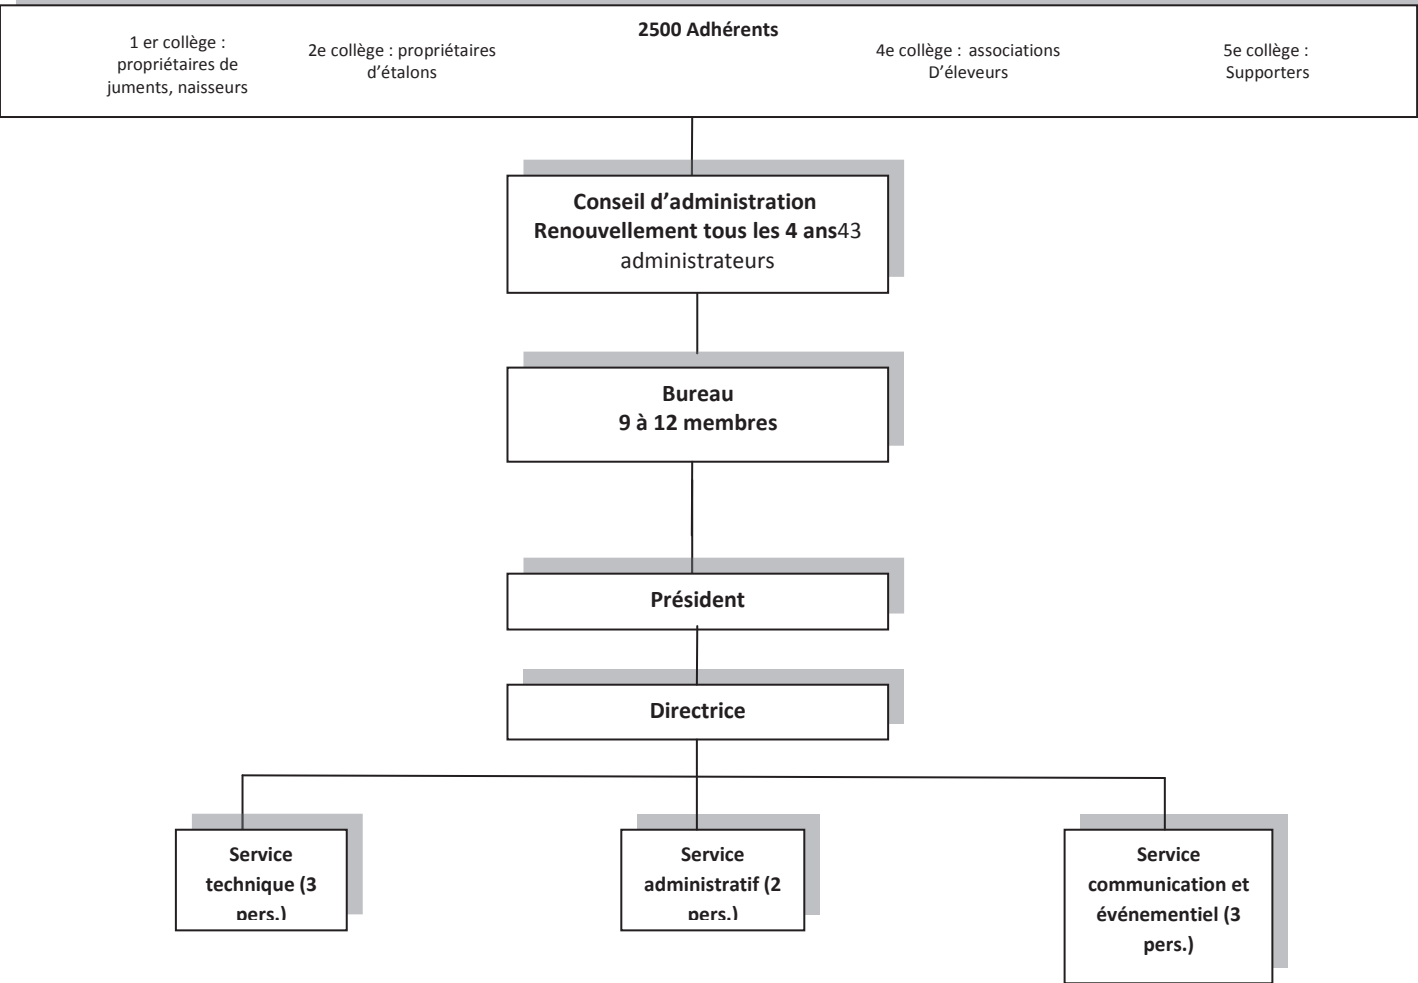 2500 Adhérents
1 er collège :
propriétaires de
juments, naisseurs
2e collège : propriétaires
d'étalons
4e collège : associations
D'éleveurs
5e collège :
Supporters
Conseil d'administration
Renouvellement tous les 4 ans43
administrateurs
Bureau
9 à 12 membres
Président
Directrice
Service
technique (3
pers.)
Service
administratif (2
pers.)
Service
communication et
événementiel (3
pers.)